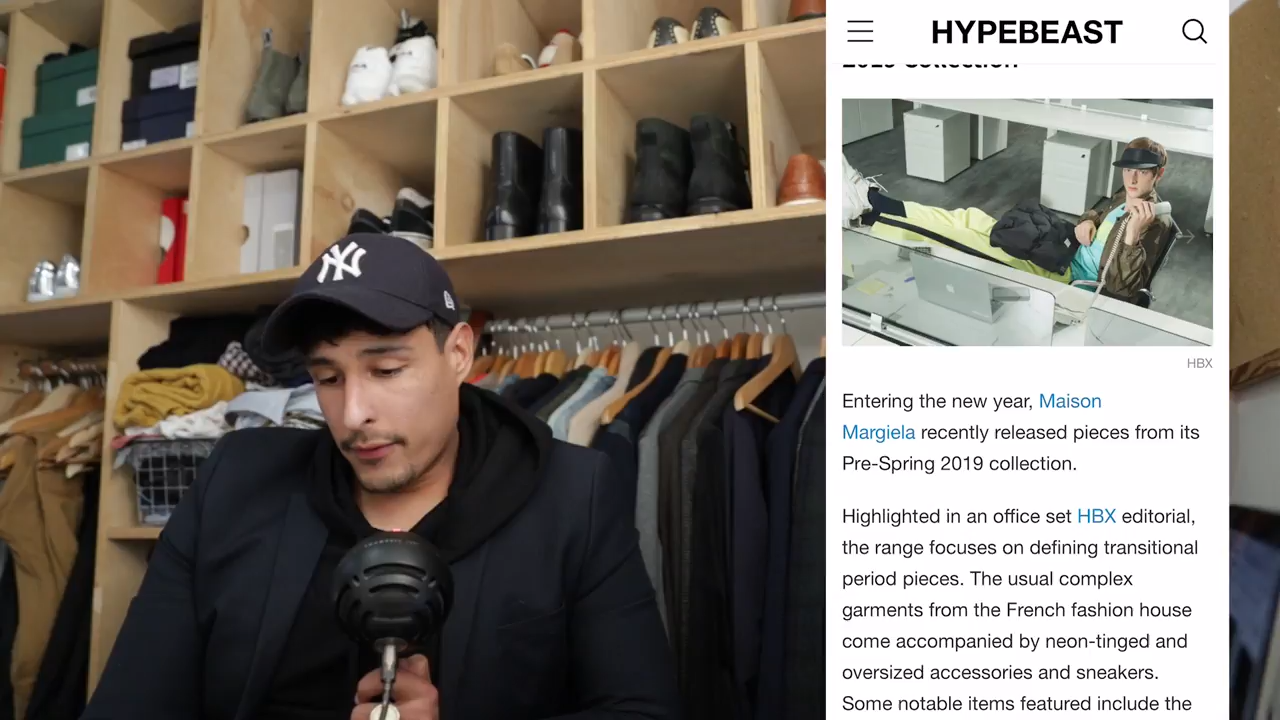 HYPEBEAST
2019 Collection
HBX
Entering the new year, Maison
Margiela recently released pieces from its
Pre-Spring 2019 collection.
Highlighted in an office set HBX editorial,
the range focuses on defining transitional
period pieces. The usual complex
garments from the French fashion house
come accompanied by neon-tinged and
oversized accessories and sneakers.
Some notable items featured include the
NY